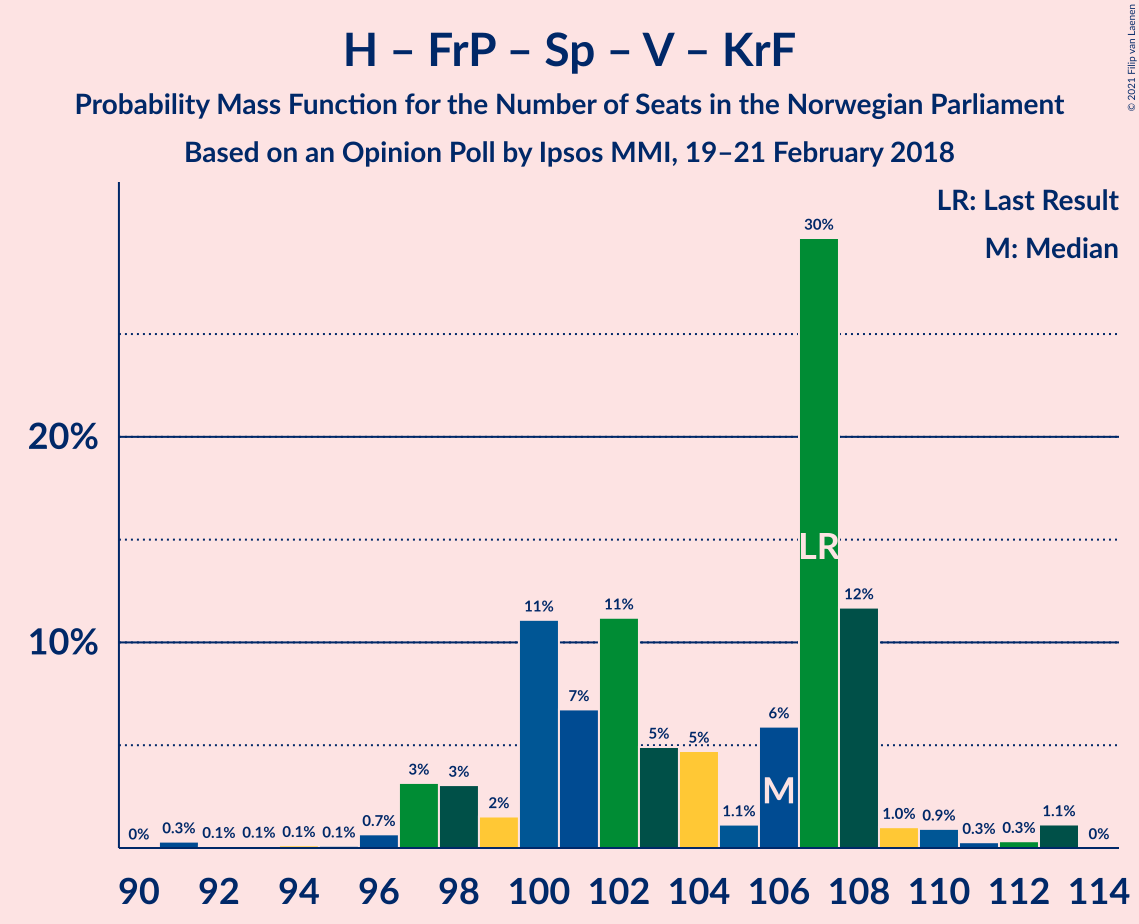 H – FrP – Sp – V – KrF
Probability Mass Function for the Number of Seats in the Norwegian Parliament
Based on an Opinion Poll by Ipsos MMI, 19–21 February 2018
© 2021 Filip van Laenen
LR: Last Result
M: Median
20%
10%
0% 0.3% 0.1% 0.1% 0.1% 0.1% 0.7% 3% 3% 2% 11% 7% 11% 5% 5% 1.1% 6% 30% 12% 1.0% 0.9% 0.3% 0.3% 1.1% 0%
LR
M
90 92 94 96 98 100 102 104 106 108 110 112 114